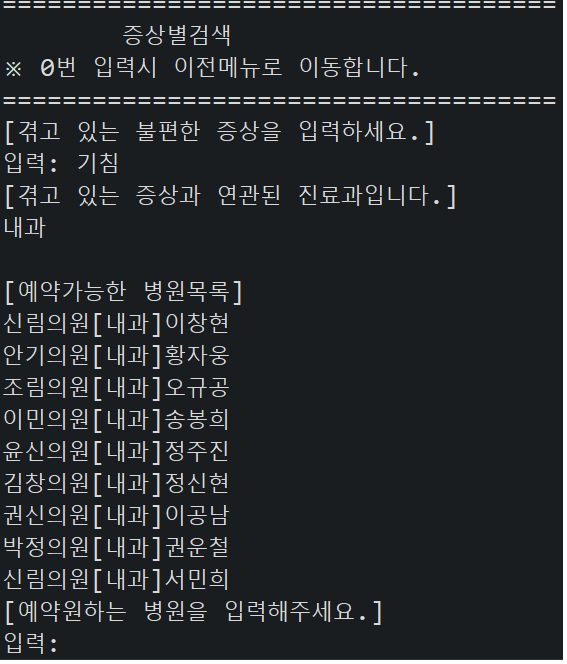 =====================================
증상별검색
※ 0번 입력시 이전메뉴로 이동합니다.
=====================================
[겪고 있는 불편한 증상을 입력하세요.]
입력: 기침
[겪고 있는 증상과 연관된 진료과입니다.]
내과
[예약가능한 병원목록]
신림의원[내과]이창현
안기의원[내과]황자웅
조림의원[내과]오규공
이민의원[내과]송봉희
윤신의원[내과]정주진
김창의원[내과]정신현
권신의원[내과]이공남
박정의원[내과]권운철
신림의원[내과]서민희
[예약원하는 병원을 입력해주세요.]
입력: